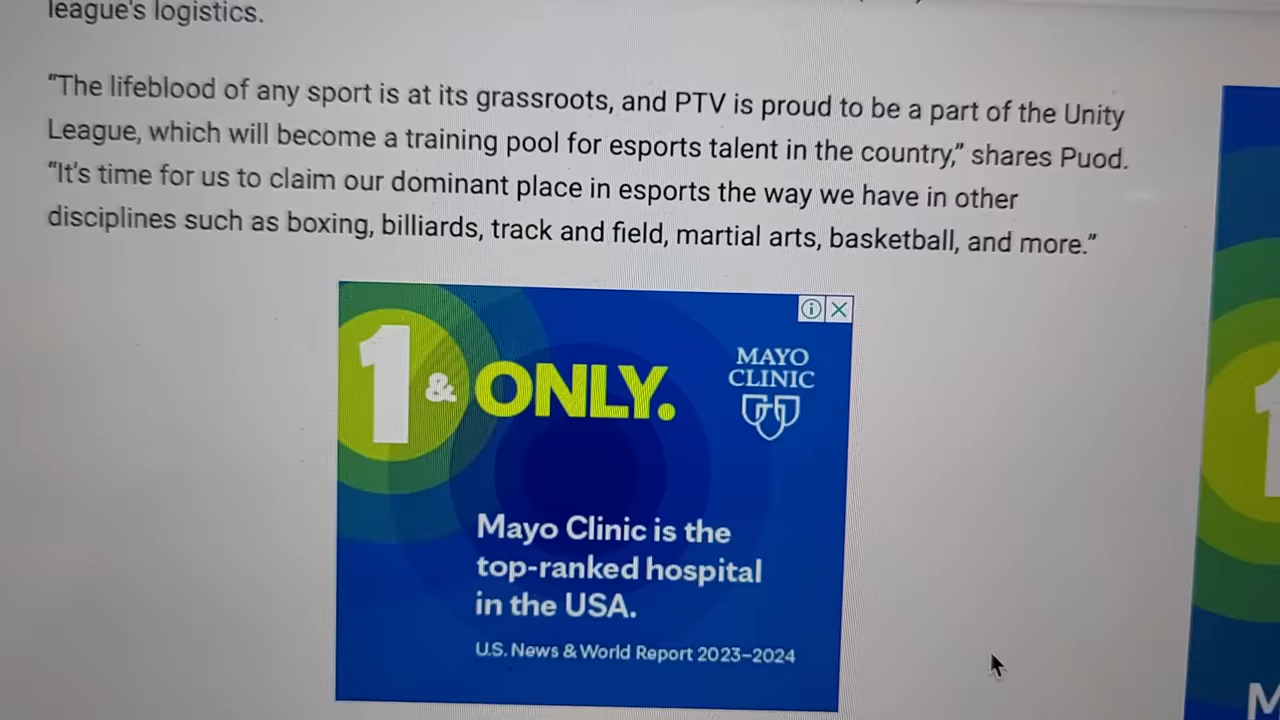 league's logistics.
“The lifeblood of any sport is at its grassroots, and PTV is proud to be a part of the Unity
League, which will become a training pool for esports talent in the country,” shares Puod.
“It's time for us to claim our dominant place in esports the way we have in other
disciplines such as boxing, billiards, track and field, martial arts, basketball, and more.”
1 & ONLY.
MAYO
CLINIC
Mayo Clinic is the
top-ranked hospital
in the USA.
U.S. News & World Report 2023–2024
1
M